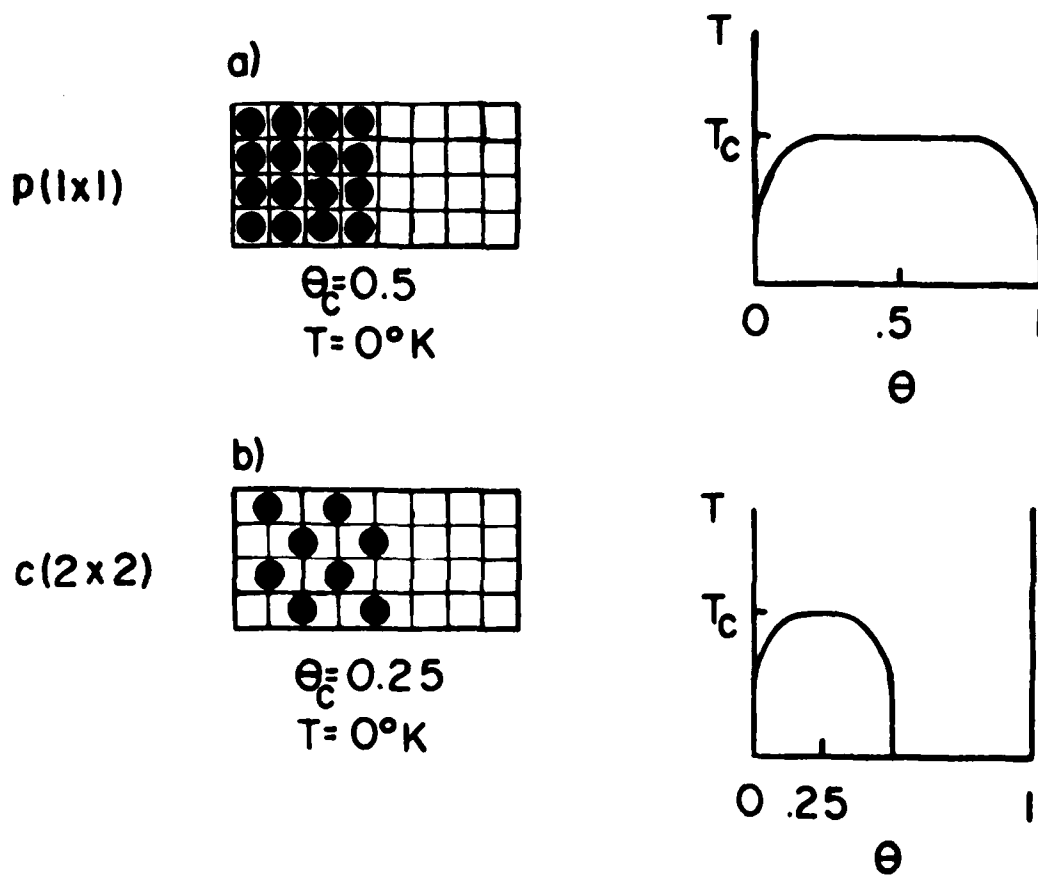 a)
p(1x1)
Θc=0.5
T=0°K
T
Tc
0 .5 1
Θ
b)
c(2x2)
Θc=0.25
T=0°K
T
Tc
0 .25 1
Θ